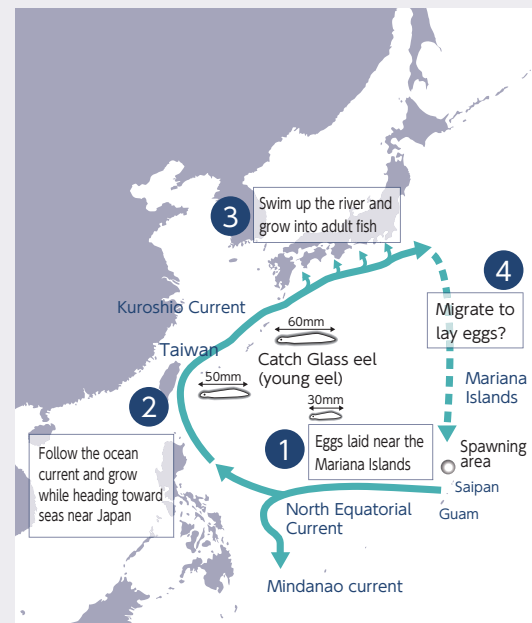 3
Swim up the river and
grow into adult fish
4
Migrate to
lay eggs?
Kuroshio Current
60mm
Taiwan
Catch Glass eel
(young eel)
50mm
Mariana
Islands
2
30mm
1
Eggs laid near the
Mariana Islands
Spawning
area
Follow the ocean
current and grow
while heading toward
seas near Japan
Saipan
North Equatorial
Current
Guam
Mindanao current